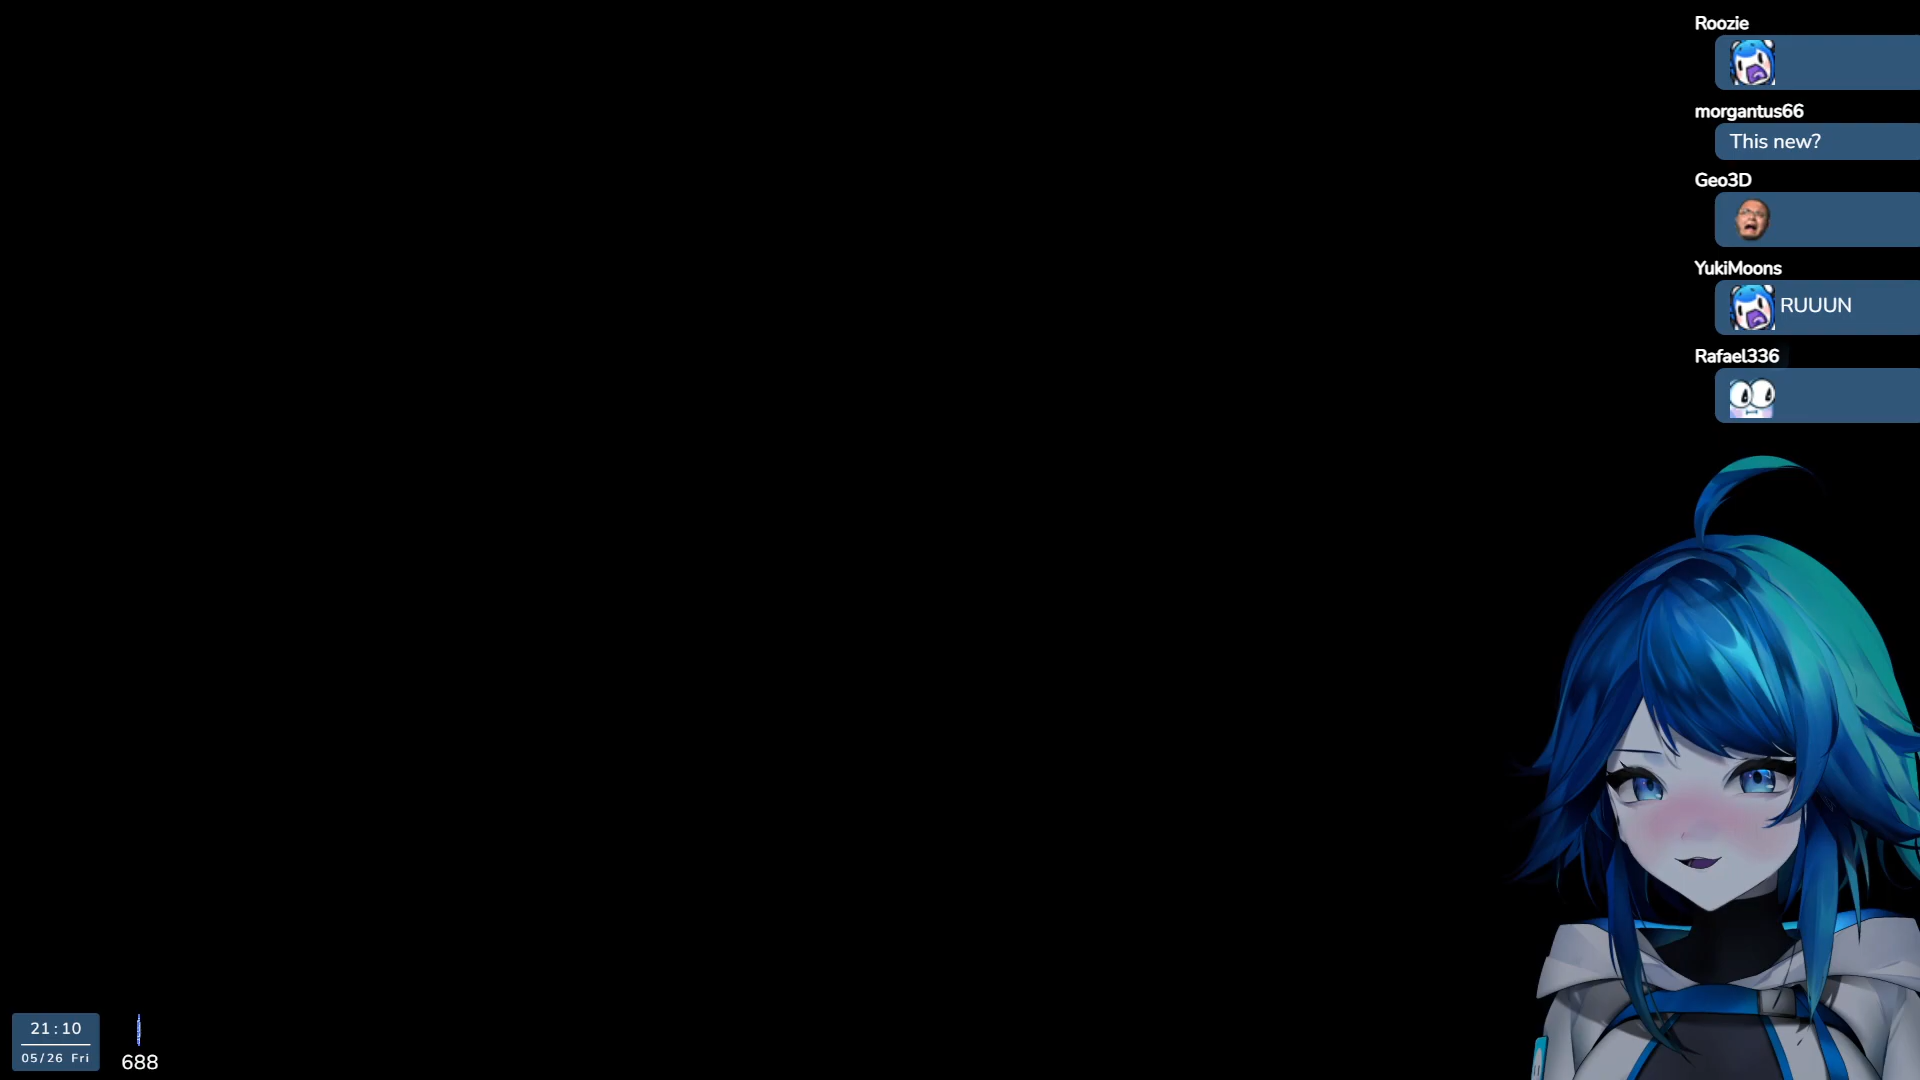 Roozie
morgantus66
This new?
Geo3D
YukiMoons
RUUUN
Rafael336
21:10
05/26 Fri
688